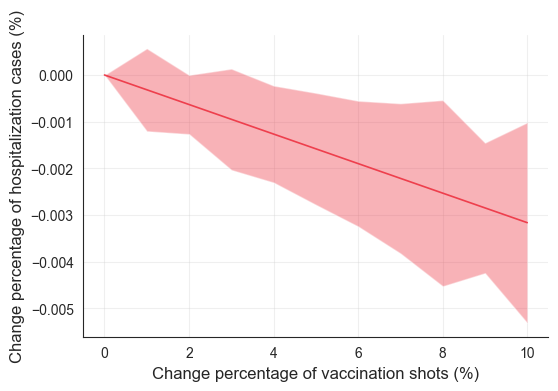 Change percentage of hospitalization cases (%)
0.000
−0.001
−0.002
−0.003
−0.004
−0.005
0 2 4 6 8 10
Change percentage of vaccination shots (%)